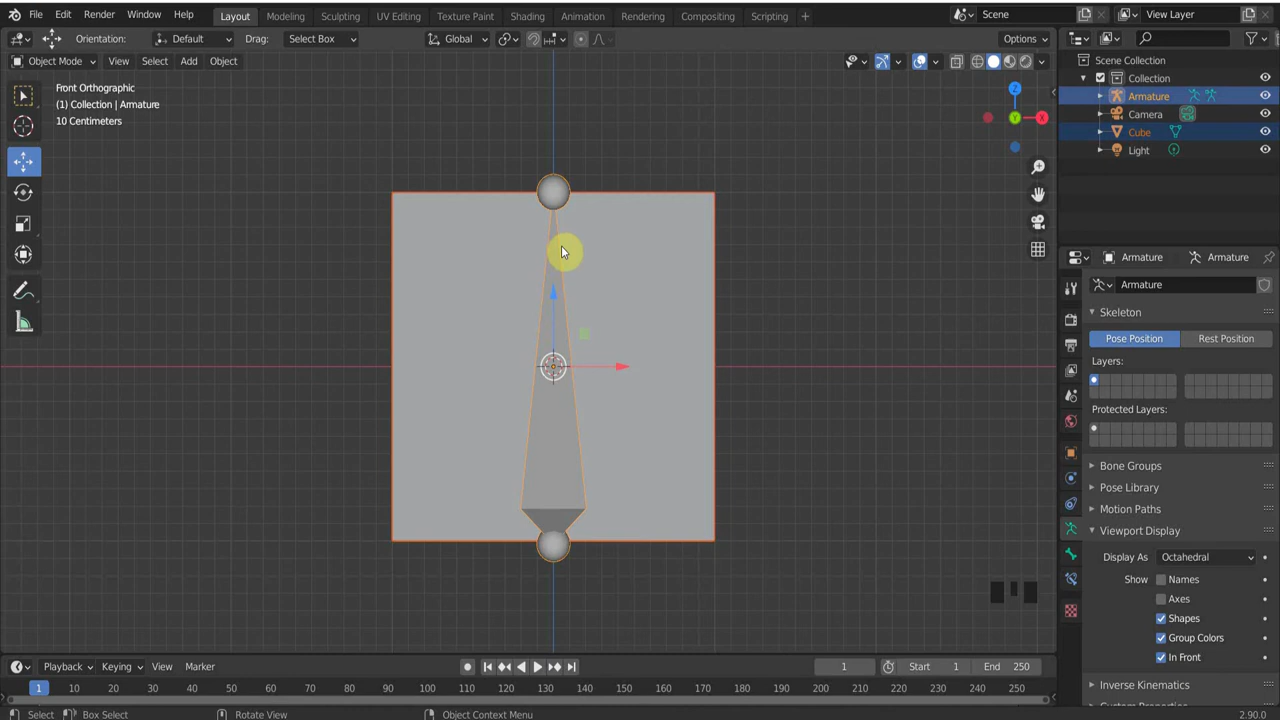 File Edit Render Window Help Layout Modeling Sculpting UV Editing Texture Paint Shading Animation Rendering Compositing Scripting + Scene View Layer
Orientation: Default Drag: Select Box Global Options
Object Mode View Select Add Object
Front Orthographic
(1) Collection | Armature
10 Centimeters
Z
Y
X
Scene Collection
Collection
Armature
Camera
Cube
Light
Armature Armature
Armature
Skeleton
Pose Position Rest Position
Layers:
Protected Layers:
Bone Groups
Pose Library
Motion Paths
Viewport Display
Display As Octahedral
Show Names
Axes
Shapes
Group Colors
In Front
Inverse Kinematics
Custom Properties
Playback Keying View Marker 1 Start 1 End 250
1 10 20 30 40 50 60 70 80 90 100 110 120 130 140 150 160 170 180 190 200 210 220 230 240 250
Select Box Select Rotate View Object Context Menu 2.90.0